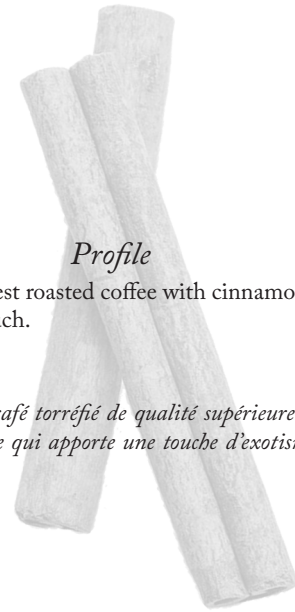 Profile
est roasted coffee with cinnamo
ch.
café torréfié de qualité supérieure
e qui apporte une touche d'exotis